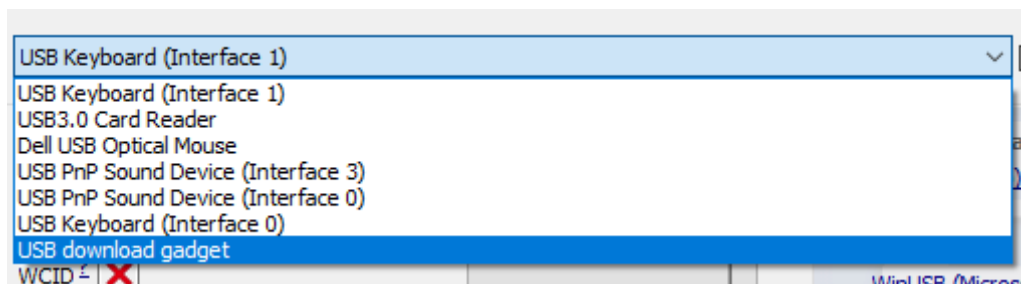 USB Keyboard (Interface 1)
USB Keyboard (Interface 1)
USB3.0 Card Reader
Dell USB Optical Mouse
USB PnP Sound Device (Interface 3)
USB PnP Sound Device (Interface 0)
USB Keyboard (Interface 0)
USB download gadget
WCID ?
WinUSB (Micros